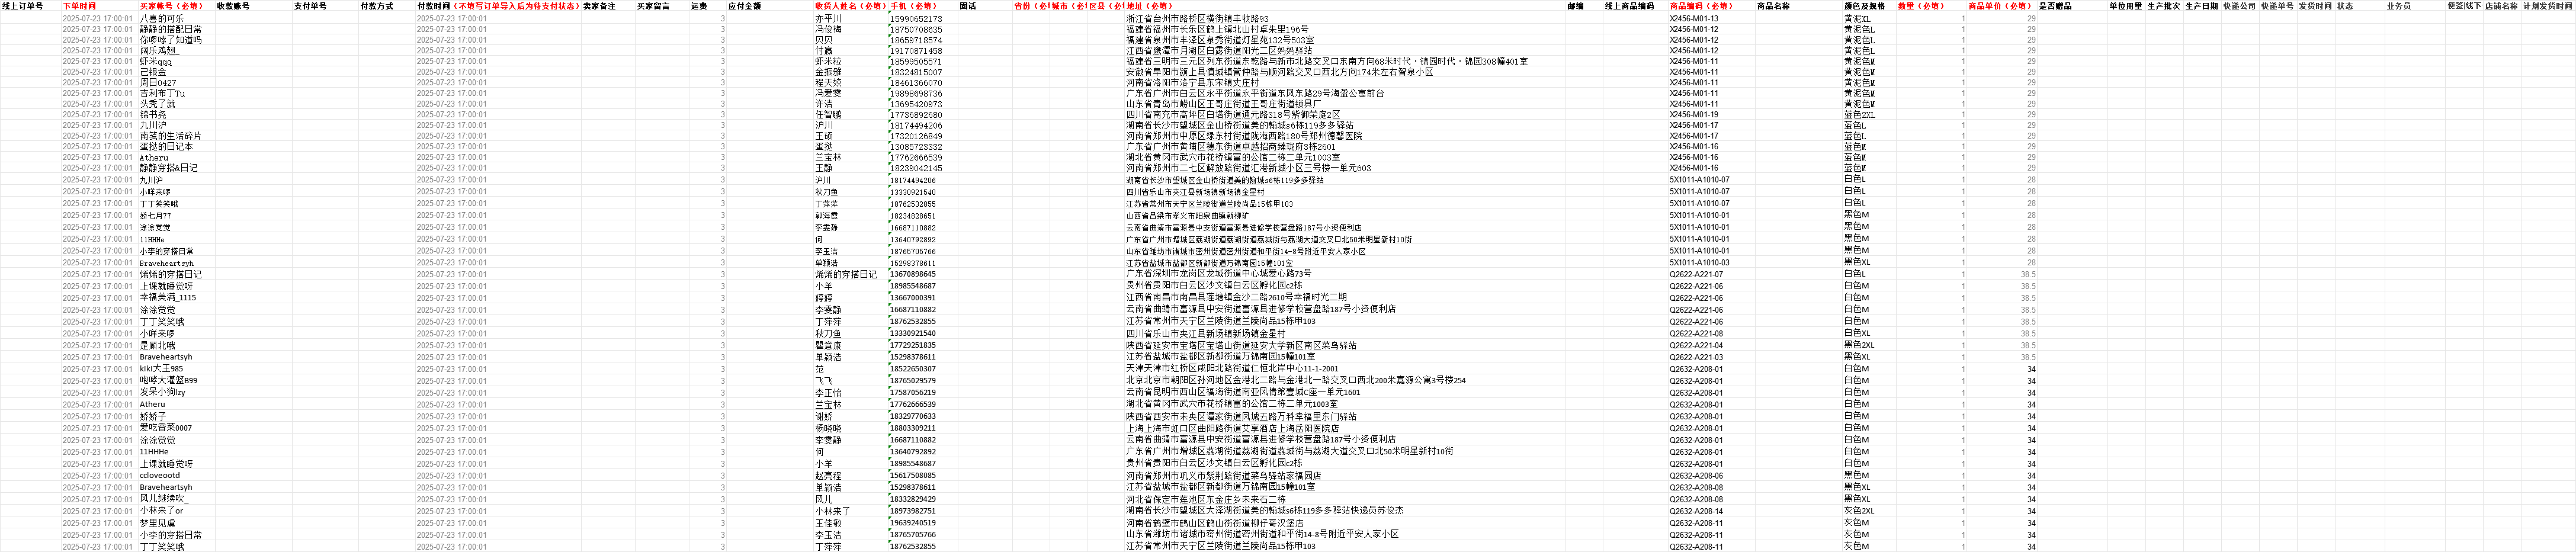 线上订单号 下单时间 买家帐号（必填） 收款账号 支付单号 付款方式 付款时间（不填写订单导入后为待付支付状态） 卖家备注 买家留言 运费 应付金额 收货人姓名（必填） 手机（必填） 固话 省份（必填 城市（必填 区县（必填 地址（必填） 邮编 线上商品编码 商品编码（必填） 商品名称 颜色及规格 数量（必填） 商品单价（必填） 是否赠品 单位用量 生产批次 生产日期 快递公司 快递单号 发货时间 状态 业务员 便签|线下 店铺名称 计划发货时间
2025-07-23 17:00:01 八喜的可乐 2025-07-23 17:00:01 3 亦平川 15990652173 浙江省台州市路桥区横街镇丰收路93 X2456-M01-13 黄泥XL 1 29
2025-07-23 17:00:01 静静的搭配日常 2025-07-23 17:00:01 3 冯俊梅 18750708635 福建省福州市长乐区鹤上镇北山村卓朱里196号 X2456-M01-12 黄泥色L 1 29
2025-07-23 17:00:01 你啰嗦了知道吗 2025-07-23 17:00:01 3 贝贝 18659718574 福建省泉州市丰泽区泉秀街道灯星苑132号503室 X2456-M01-12 黄泥色L 1 29
2025-07-23 17:00:01 阔乐鸡翅_ 2025-07-23 17:00:01 3 付赢 19170871458 江西省鹰潭市月湖区白露街道阳光二区妈妈驿站 X2456-M01-12 黄泥色L 1 29
2025-07-23 17:00:01 虾米qqq 2025-07-23 17:00:01 3 虾米粒 18599505571 福建省三明市三元区列东街道东乾路与新市北路交叉口东南方向68米时代·锦园时代·锦园308幢401室 X2456-M01-11 黄泥色M 1 29
2025-07-23 17:00:01 己银金 2025-07-23 17:00:01 3 金振雅 18324815007 安徽省阜阳市颍上县慎城镇管仲路与顺河路交叉口西北方向174米左右智泉小区 X2456-M01-11 黄泥色M 1 29
2025-07-23 17:00:01 周日0427 2025-07-23 17:00:01 3 程天姣 18461366070 河南省洛阳市洛宁县东宋镇丈庄村 X2456-M01-11 黄泥色M 1 29
2025-07-23 17:00:01 吉利布丁Tu 2025-07-23 17:00:01 3 冯爱雯 19898698736 广东省广州市白云区永平街道永平街道东凤东路29号海盈公寓前台 X2456-M01-11 黄泥色M 1 29
2025-07-23 17:00:01 头秃了就 2025-07-23 17:00:01 3 许洁 13695420973 山东省青岛市崂山区王哥庄街道王哥庄街道锁具厂 X2456-M01-11 黄泥色M 1 29
2025-07-23 17:00:01 锦书尧 2025-07-23 17:00:01 3 任智鹏 17736892680 四川省南充市高坪区白塔街道通元路318号紫御荣庭2区 X2456-M01-19 蓝色2XL 1 29
2025-07-23 17:00:01 九川沪 2025-07-23 17:00:01 3 沪川 18174494206 湖南省长沙市望城区金山桥街道美的翰城s6栋119多多驿站 X2456-M01-17 蓝色L 1 29
2025-07-23 17:00:01 南菀的生活碎片 2025-07-23 17:00:01 3 王硕 17320126849 河南省郑州市中原区绿东村街道陇海西路180号郑州德馨医院 X2456-M01-17 蓝色L 1 29
2025-07-23 17:00:01 蛋挞的日记本 2025-07-23 17:00:01 3 蛋挞 13085723332 广东省广州市黄埔区穗东街道卓越招商臻珑府3栋2601 X2456-M01-16 蓝色M 1 29
2025-07-23 17:00:01 Atheru 2025-07-23 17:00:01 3 兰宝林 17762666539 湖北省黄冈市武穴市花桥镇富的公馆二栋二单元1003室 X2456-M01-16 蓝色M 1 29
2025-07-23 17:00:01 静静穿搭&日记 2025-07-23 17:00:01 3 王静 18239042145 河南省郑州市二七区解放路街道汇港新城小区三号楼一单元603 X2456-M01-16 蓝色M 1 29
2025-07-23 17:00:01 九川沪 2025-07-23 17:00:01 3 沪川 18174494206 湖南省长沙市望城区金山桥街道美的翰城s6栋119多多驿站 5X1011-A1010-07 白色L 1 28
2025-07-23 17:00:01 小咩来啰 2025-07-23 17:00:01 3 秋刀鱼 13330921540 四川省乐山市夹江县新场镇新场镇金星村 5X1011-A1010-07 白色L 1 28
2025-07-23 17:00:01 丁丁笑笑哦 2025-07-23 17:00:01 3 丁萍萍 18762532855 江苏省常州市天宁区兰陵街道兰陵尚品15栋甲103 5X1011-A1010-07 白色L 1 28
2025-07-23 17:00:01 娇七月77 2025-07-23 17:00:01 3 郭海霞 18234828651 山西省吕梁市孝义市阳泉曲镇新柳矿 5X1011-A1010-01 黑色M 1 28
2025-07-23 17:00:01 涂涂觉觉 2025-07-23 17:00:01 3 李雯静 16687110882 云南省曲靖市富源县中安街道富源县进修学校营盘路187号小资便利店 5X1011-A1010-01 黑色M 1 28
2025-07-23 17:00:01 11HHHe 2025-07-23 17:00:01 3 何 13640792892 广东省广州市增城区荔湖街道荔湖街道荔城街与荔湖大道交叉口北50米明星新村10街 5X1011-A1010-01 黑色M 1 28
2025-07-23 17:00:01 小李的穿搭日常 2025-07-23 17:00:01 3 李玉洁 18765705766 山东省潍坊市诸城市密州街道密州街道和平街14-8号附近平安人家小区 5X1011-A1010-01 黑色M 1 28
2025-07-23 17:00:01 Braveheartsyh 2025-07-23 17:00:01 3 单颖浩 15298378611 江苏省盐城市盐都区新都街道万锦南园15幢101室 5X1011-A1010-03 黑色XL 1 28
2025-07-23 17:00:01 烯烯的穿搭日记 2025-07-23 17:00:01 3 烯烯的穿搭日记 13670898645 广东省深圳市龙岗区龙城街道中心城爱心路73号 Q2622-A221-07 白色L 1 38.5
2025-07-23 17:00:01 上课就睡觉呀 2025-07-23 17:00:01 3 小羊 18985548687 贵州省贵阳市白云区沙文镇白云区孵化园c2栋 Q2622-A221-06 白色M 1 38.5
2025-07-23 17:00:01 幸福美满_1115 2025-07-23 17:00:01 3 婷婷 13667000391 江西省南昌市南昌县莲塘镇金沙二路2610号幸福时光二期 Q2622-A221-06 白色M 1 38.5
2025-07-23 17:00:01 涂涂觉觉 2025-07-23 17:00:01 3 李雯静 16687110882 云南省曲靖市富源县中安街道富源县进修学校营盘路187号小资便利店 Q2622-A221-06 白色M 1 38.5
2025-07-23 17:00:01 丁丁笑笑哦 2025-07-23 17:00:01 3 丁萍萍 18762532855 江苏省常州市天宁区兰陵街道兰陵尚品15栋甲103 Q2622-A221-06 白色M 1 38.5
2025-07-23 17:00:01 小咩来啰 2025-07-23 17:00:01 3 秋刀鱼 13330921540 四川省乐山市夹江县新场镇新场镇金星村 Q2622-A221-08 白色XL 1 38.5
2025-07-23 17:00:01 是顾北哦 2025-07-23 17:00:01 3 瞿意康 17729251835 陕西省延安市宝塔区宝塔山街道延安大学新区南区菜鸟驿站 Q2622-A221-04 黑色2XL 1 38.5
2025-07-23 17:00:01 Braveheartsyh 2025-07-23 17:00:01 3 单颖浩 15298378611 江苏省盐城市盐都区新都街道万锦南园15幢101室 Q2622-A221-03 黑色XL 1 38.5
2025-07-23 17:00:01 kiki大王985 2025-07-23 17:00:01 3 范 18522650307 天津天津市红桥区咸阳北路街道仁恒北岸中心11-1-2001 Q2632-A208-01 白色M 1 34
2025-07-23 17:00:01 咆哮大灌篮B99 2025-07-23 17:00:01 3 飞飞 18765029579 北京北京市朝阳区孙河地区金港北二路与金港北一路交叉口西北200米嘉源公寓3号楼254 Q2632-A208-01 白色M 1 34
2025-07-23 17:00:01 发呆小狗lzy 2025-07-23 17:00:01 3 李正怡 17587056219 云南省昆明市西山区福海街道南亚风情第壹城C座一单元1601 Q2632-A208-01 白色M 1 34
2025-07-23 17:00:01 Atheru 2025-07-23 17:00:01 3 兰宝林 17762666539 湖北省黄冈市武穴市花桥镇富的公馆二栋二单元1003室 Q2632-A208-01 白色M 1 34
2025-07-23 17:00:01 娇娇子 2025-07-23 17:00:01 3 谢娇 18329770633 陕西省西安市未央区谭家街道凤城五路万科幸福里东门驿站 Q2632-A208-01 白色M 1 34
2025-07-23 17:00:01 爱吃香菜0007 2025-07-23 17:00:01 3 杨晓晓 18803309211 上海上海市虹口区曲阳路街道艾享酒店上海岳阳医院店 Q2632-A208-01 白色M 1 34
2025-07-23 17:00:01 涂涂觉觉 2025-07-23 17:00:01 3 李雯静 16687110882 云南省曲靖市富源县中安街道富源县进修学校营盘路187号小资便利店 Q2632-A208-01 白色M 1 34
2025-07-23 17:00:01 11HHHe 2025-07-23 17:00:01 3 何 13640792892 广东省广州市增城区荔湖街道荔湖街道荔城街与荔湖大道交叉口北50米明星新村10街 Q2632-A208-01 白色M 1 34
2025-07-23 17:00:01 上课就睡觉呀 2025-07-23 17:00:01 3 小羊 18985548687 贵州省贵阳市白云区沙文镇白云区孵化园c2栋 Q2632-A208-01 白色M 1 34
2025-07-23 17:00:01 ccloveootd 2025-07-23 17:00:01 3 赵亮程 15617508085 河南省郑州市巩义市紫荆路街道菜鸟驿站家福园店 Q2632-A208-06 黑色M 1 34
2025-07-23 17:00:01 Braveheartsyh 2025-07-23 17:00:01 3 单颖浩 15298378611 江苏省盐城市盐都区新都街道万锦南园15幢101室 Q2632-A208-08 黑色XL 1 34
2025-07-23 17:00:01 风儿继续吹_ 2025-07-23 17:00:01 3 风儿 18332829429 河北省保定市莲池区东金庄乡未来石二栋 Q2632-A208-08 黑色XL 1 34
2025-07-23 17:00:01 小林来了or 2025-07-23 17:00:01 3 小林来了 18973982751 湖南省长沙市望城区大泽湖街道美的翰城s6栋119多多驿站快递员苏俊杰 Q2632-A208-14 灰色2XL 1 34
2025-07-23 17:00:01 梦里见虞 2025-07-23 17:00:01 3 王佳敏 19639240519 河南省鹤壁市鹤山区鹤山街街道柳仔哥汉堡店 Q2632-A208-11 灰色M 1 34
2025-07-23 17:00:01 小李的穿搭日常 2025-07-23 17:00:01 3 李玉洁 18765705766 山东省潍坊市诸城市密州街道密州街道和平街14-8号附近平安人家小区 Q2632-A208-11 灰色M 1 34
2025-07-23 17:00:01 丁丁笑笑哦 2025-07-23 17:00:01 3 丁萍萍 18762532855 江苏省常州市天宁区兰陵街道兰陵尚品15栋甲103 Q2632-A208-11 灰色M 1 34